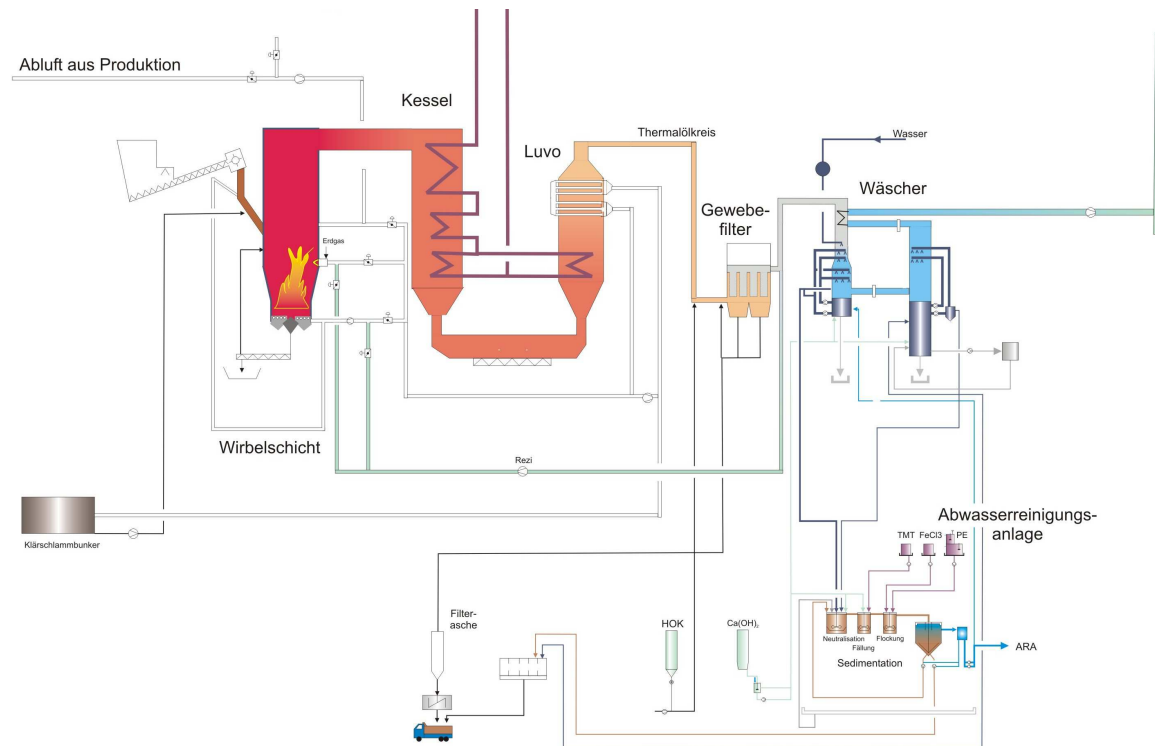 Abluft aus Produktion
Kessel
Luvo
Thermalölkreis
Wasser
Wäscher
Gewebe-
filter
Erdgas
Wirbelschicht
Rezi
Klärschlammbunker
Abwasserreinigungs-
anlage
TMT
FeCl3
PE
Filter-
asche
HOK
Ca(OH)₂
Neutralisation
Fällung
Flockung
Sedimentation
ARA